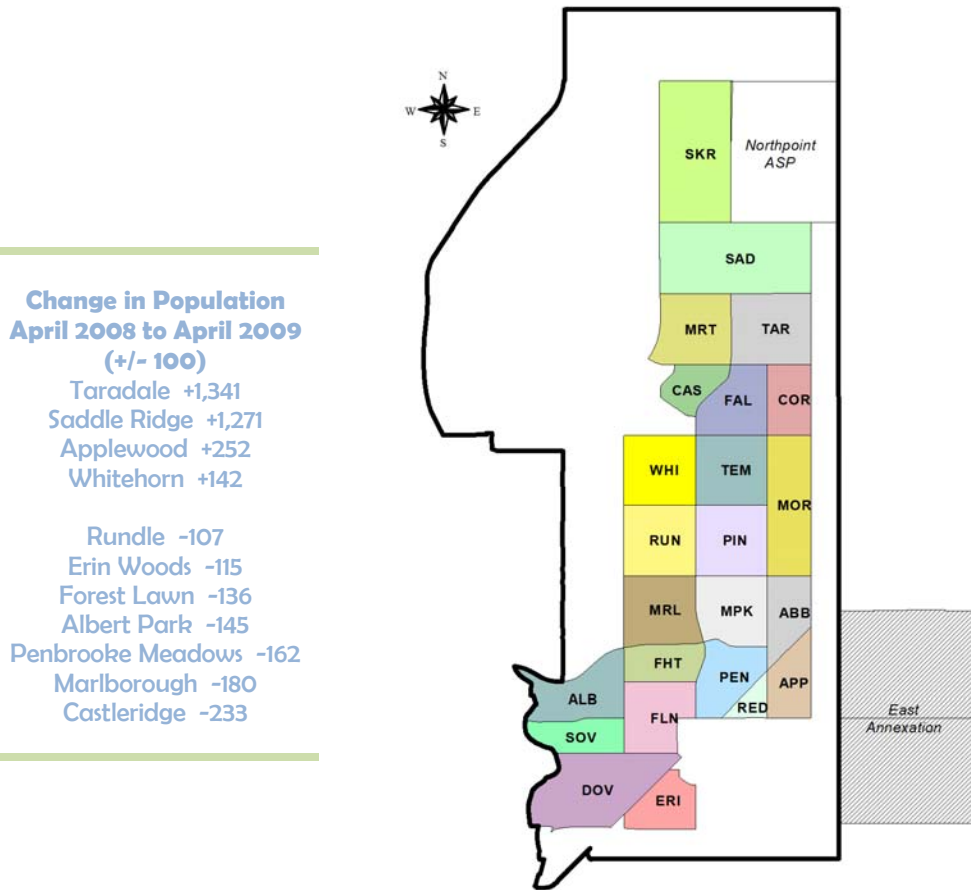 Change in Population
April 2008 to April 2009
(+/- 100)
Taradale +1,341
Saddle Ridge +1,271
Applewood +252
Whitehorn +142
Rundle -107
Erin Woods -115
Forest Lawn -136
Albert Park -145
Penbrooke Meadows -162
Marlborough -180
Castleridge -233
N
W E
S
SKR
Northpoint
ASP
SAD
MRT TAR
CAS FAL COR
WHI TEM
MOR
RUN PIN
MRL MPK ABB
FHT
PEN APP
ALB
RED
FLN
SOV
East
Annexation
DOV
ERI